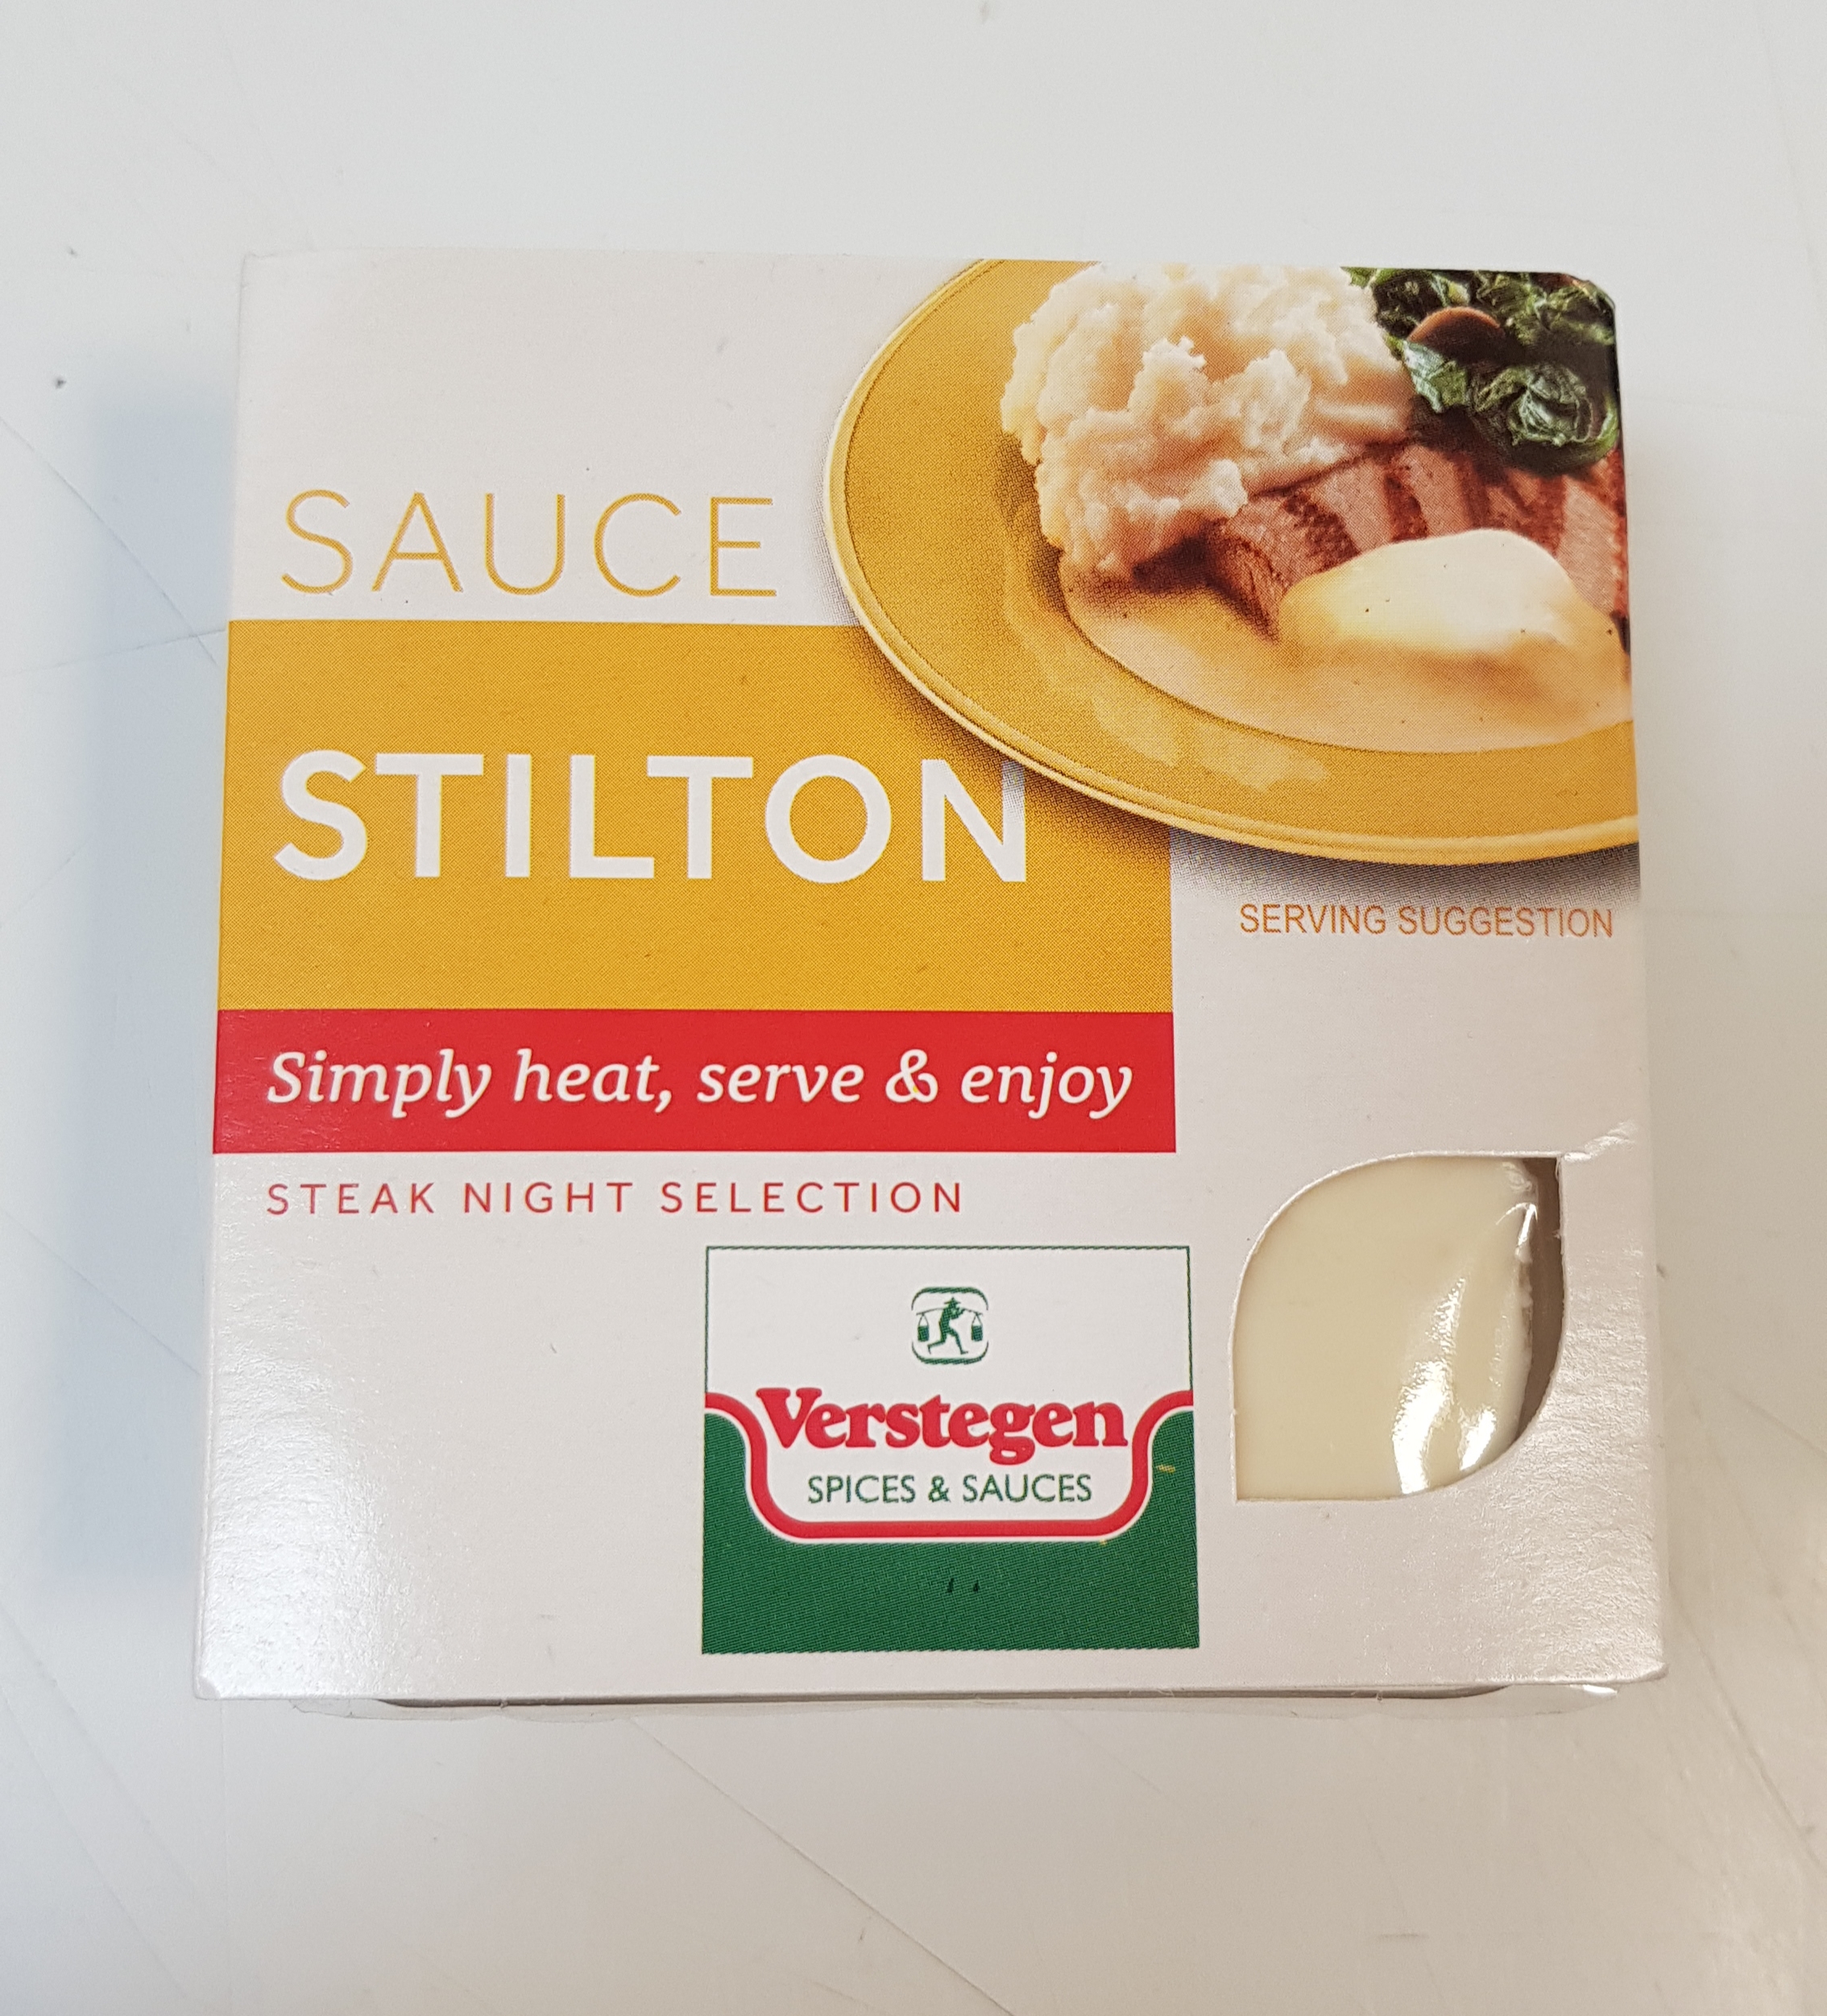 SAUCE
STILTON
SERVING SUGGESTION
Simply heat, serve & enjoy
STEAK NIGHT SELECTION
Verstegen
SPICES & SAUCES